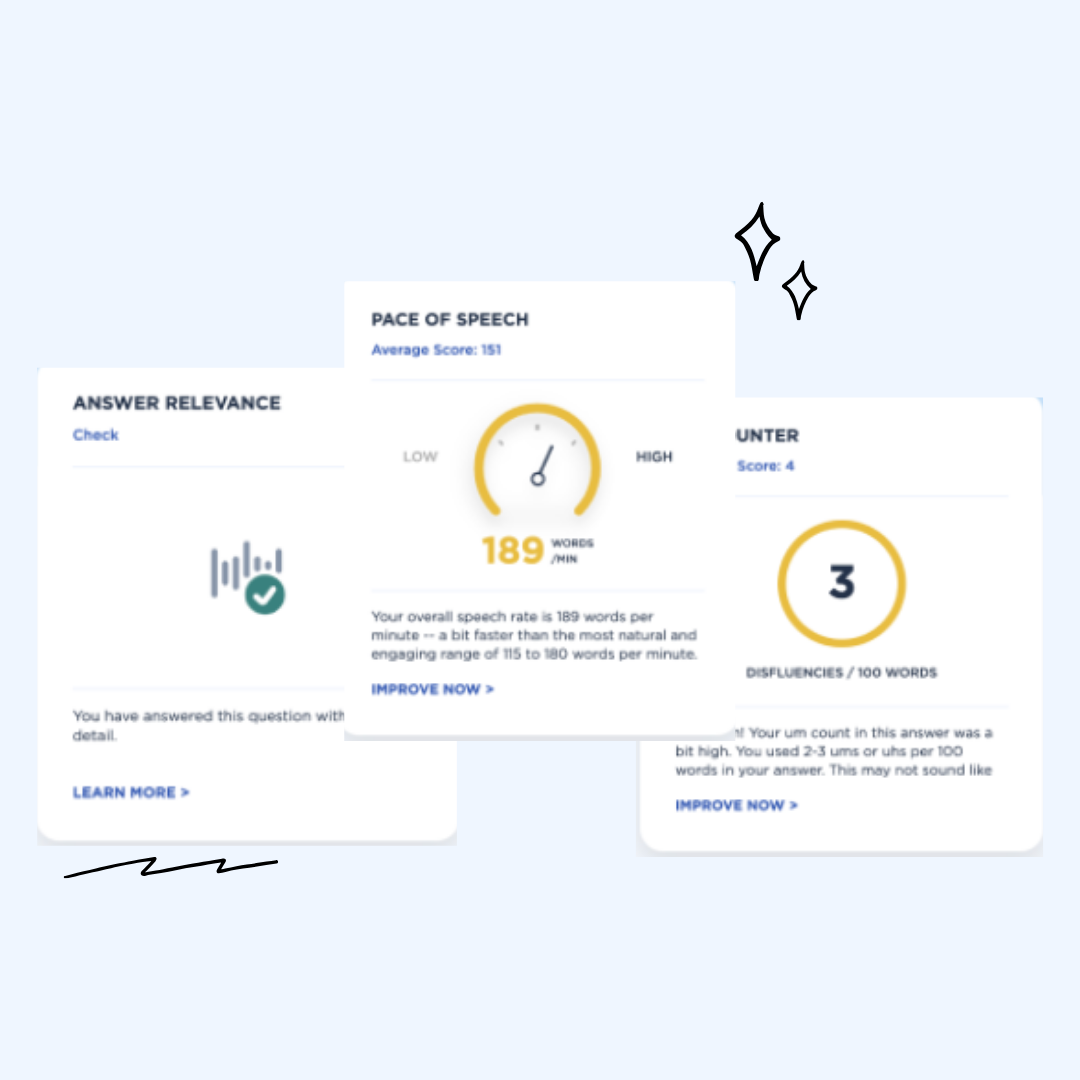 ANSWER RELEVANCE
Check
You have answered this question with
detail.
LEARN MORE >
PACE OF SPEECH
Average Score: 151
LOW
HIGH
189 WORDS
/MIN
Your overall speech rate is 189 words per
minute -- a bit faster than the most natural and
engaging range of 115 to 180 words per minute.
IMPROVE NOW >
UNTER
Score: 4
3
DISFLUENCIES / 100 WORDS
! Your um count in this answer was a
bit high. You used 2-3 ums or uhs per 100
words in your answer. This may not sound like
IMPROVE NOW >